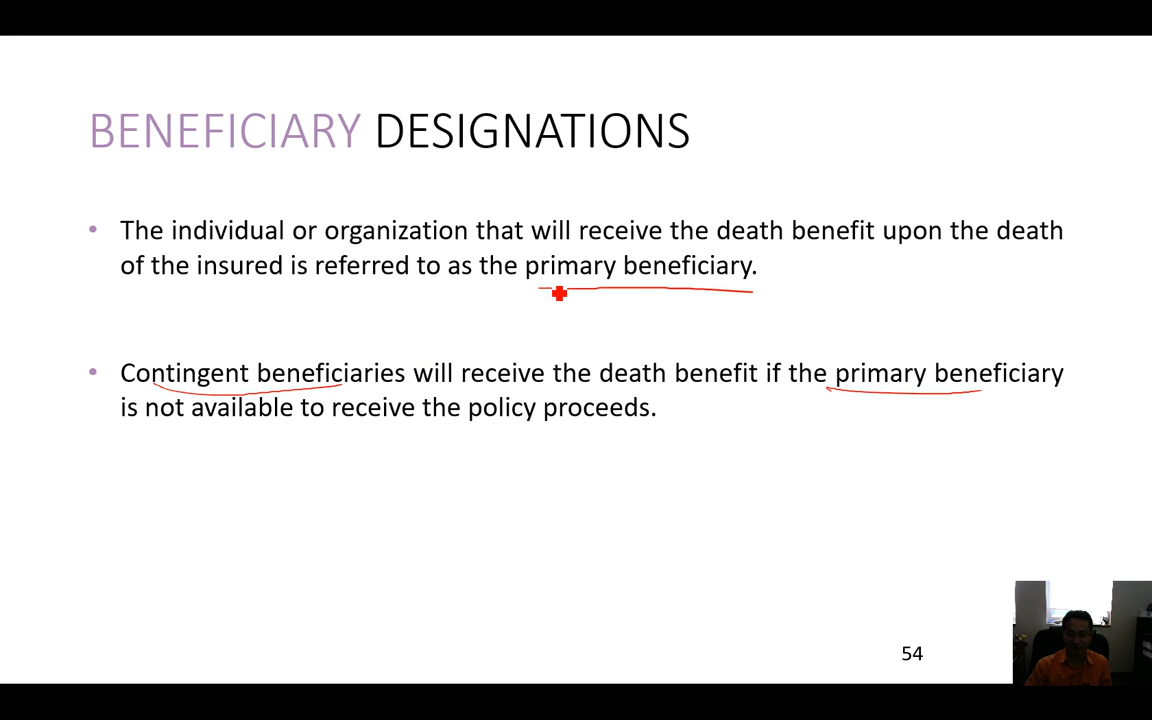 BENEFICIARY DESIGNATIONS
• The individual or organization that will receive the death benefit upon the death
of the insured is referred to as the primary beneficiary.
• Contingent beneficiaries will receive the death benefit if the primary beneficiary
is not available to receive the policy proceeds.
54